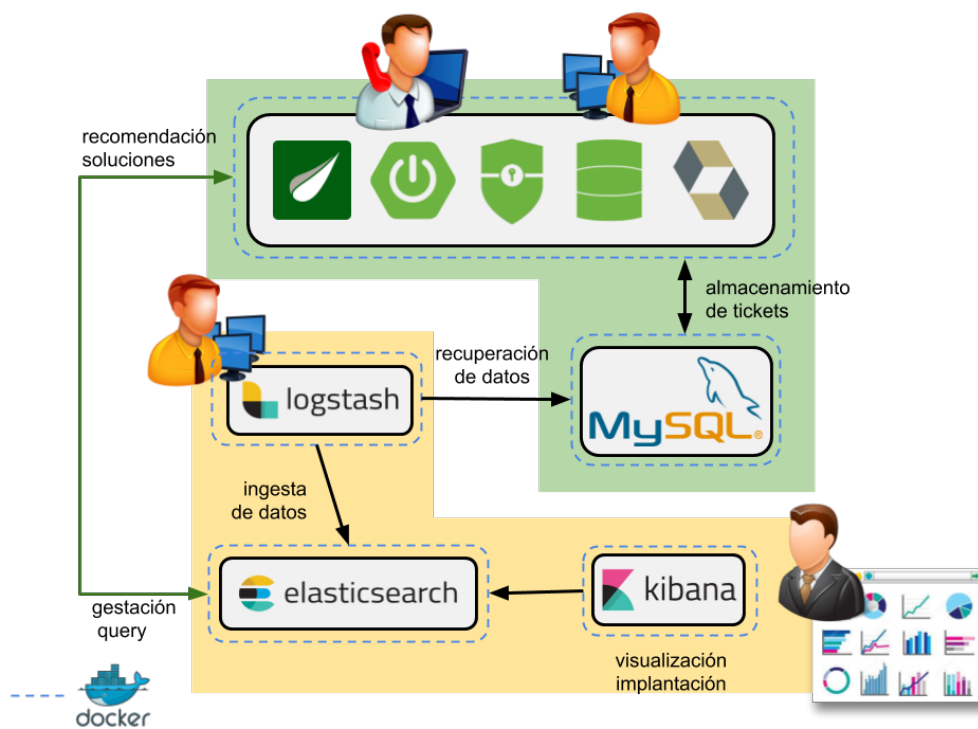 recomendación
soluciones
almacenamiento
de tickets
recuperación
de datos
logstash
MySQL®
ingesta
de datos
elasticsearch
kibana
gestación
query
visualización
implantación
docker